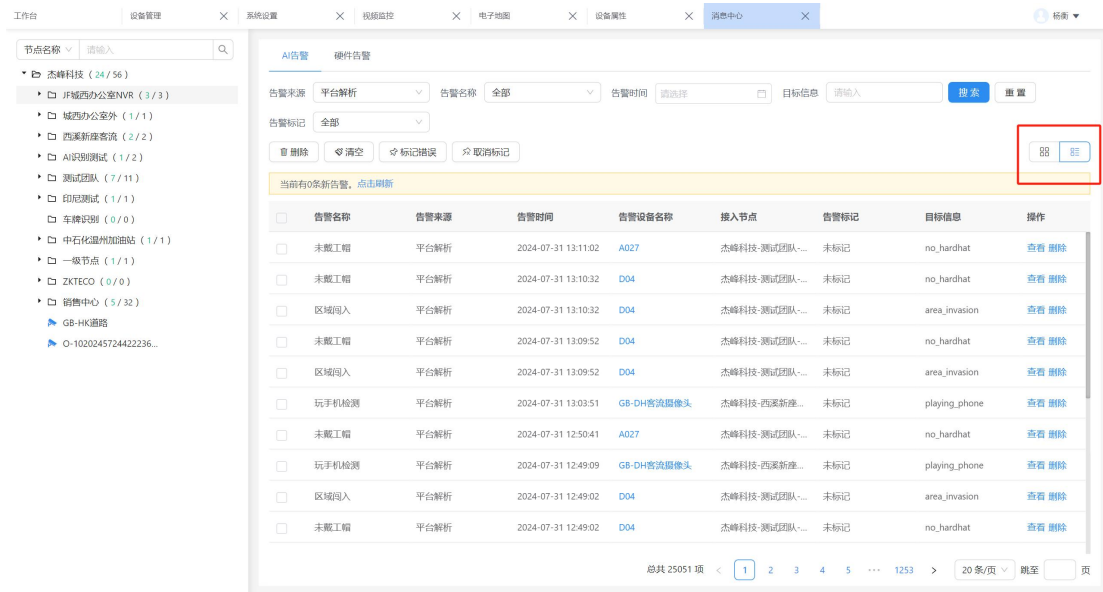 工作台 设备管理 系统设置 视频监控 电子地图 设备属性 消息中心 杨衡
节点名称 请输入
杰峰科技 ( 24 / 56 )
JF城西办公室NVR ( 3 / 3 )
城西办公室外 ( 1 / 1 )
西溪新座客流 ( 2 / 2 )
AI识别测试 ( 1 / 2 )
测试团队 ( 7 / 11 )
印尼测试 ( 1 / 1 )
车牌识别 ( 0 / 0 )
中石化温州加油站 ( 1 / 1 )
一级节点 ( 1 / 1 )
ZKTECO ( 0 / 0 )
销售中心 ( 5 / 32 )
GB-HK道路
O-1020245724422236...
AI告警 硬件告警
告警来源 平台解析 告警名称 全部 告警时间 请选择 目标信息 请输入 搜索 重置
告警标记 全部
删除 清空 标记错误 取消标记
当前有0条新告警。点击刷新
告警名称 告警来源 告警时间 告警设备名称 接入节点 告警标记 目标信息 操作
未戴工帽 平台解析 2024-07-31 13:11:02 A027 杰峰科技-测试团队-... 未标记 no_hardhat 查看 删除
未戴工帽 平台解析 2024-07-31 13:10:32 D04 杰峰科技-测试团队-... 未标记 no_hardhat 查看 删除
区域闯入 平台解析 2024-07-31 13:10:32 D04 杰峰科技-测试团队-... 未标记 area_invasion 查看 删除
未戴工帽 平台解析 2024-07-31 13:09:52 D04 杰峰科技-测试团队-... 未标记 no_hardhat 查看 删除
区域闯入 平台解析 2024-07-31 13:09:52 D04 杰峰科技-测试团队-... 未标记 area_invasion 查看 删除
玩手机检测 平台解析 2024-07-31 13:03:51 GB-DH客流摄像头 杰峰科技-西溪新座... 未标记 playing_phone 查看 删除
未戴工帽 平台解析 2024-07-31 12:50:41 A027 杰峰科技-测试团队-... 未标记 no_hardhat 查看 删除
玩手机检测 平台解析 2024-07-31 12:49:09 GB-DH客流摄像头 杰峰科技-西溪新座... 未标记 playing_phone 查看 删除
区域闯入 平台解析 2024-07-31 12:49:02 D04 杰峰科技-测试团队-... 未标记 area_invasion 查看 删除
未戴工帽 平台解析 2024-07-31 12:49:02 D04 杰峰科技-测试团队-... 未标记 no_hardhat 查看 删除
总共 25051 项 < 1 2 3 4 5 ··· 1253 > 20 条/页 跳至 页